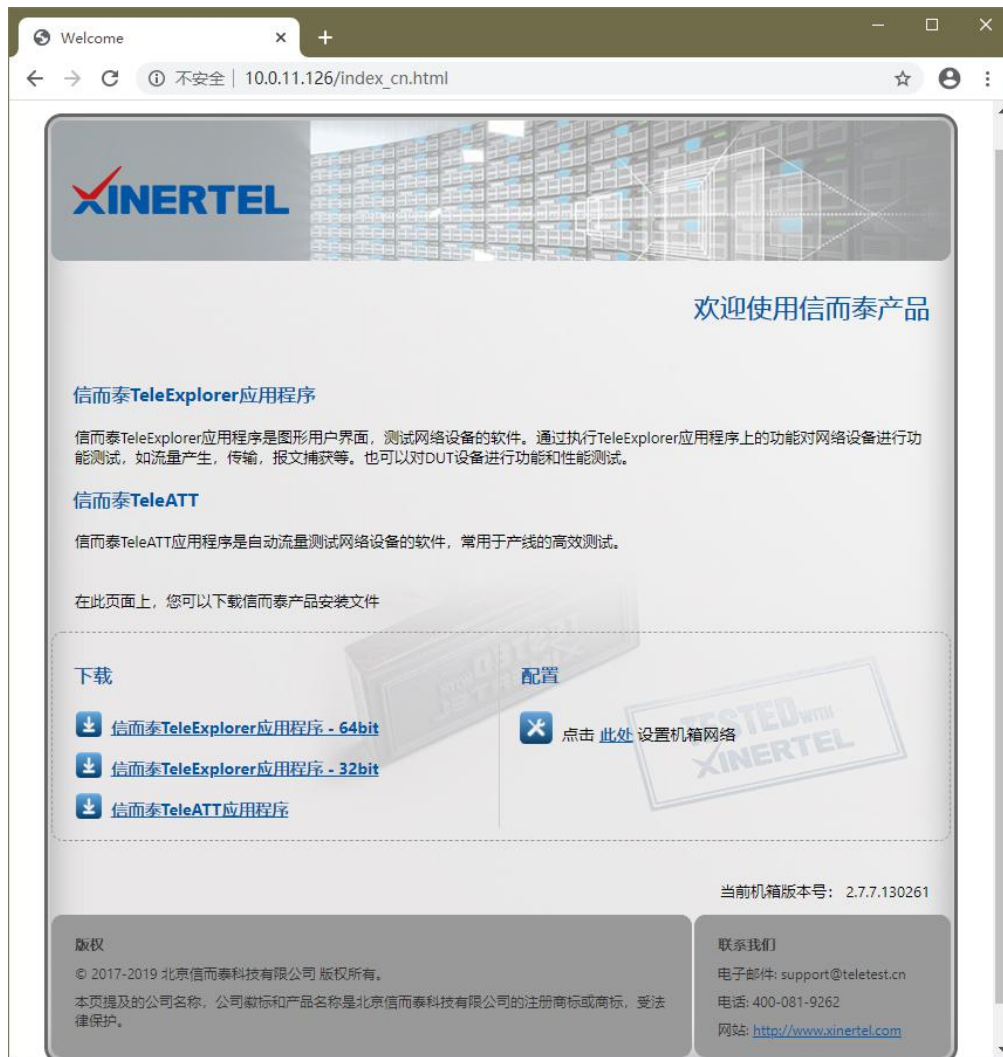 Welcome
不安全 | 10.0.11.126/index_cn.html
XINERTEL
欢迎使用信而泰产品
信而泰TeleExplorer应用程序
信而泰TeleExplorer应用程序是图形用户界面，测试网络设备的软件。通过执行TeleExplorer应用程序上的功能对网络设备进行功
能测试，如流量产生，传输，报文捕获等。也可以对DUT设备进行功能和性能测试。
信而泰TeleATT
信而泰TeleATT应用程序是自动流量测试网络设备的软件，常用于产线的高效测试。
在此页面上，您可以下载信而泰产品安装文件
下载
信而泰TeleExplorer应用程序 - 64bit
信而泰TeleExplorer应用程序 - 32bit
信而泰TeleATT应用程序
配置
点击 此处 设置机箱网络
TESTED WITH
XINERTEL
当前机箱版本号： 2.7.7.130261
版权
© 2017-2019 北京信而泰科技有限公司 版权所有。
本页提及的公司名称，公司徽标和产品名称是北京信而泰科技有限公司的注册商标或商标，受法
律保护。
联系我们
电子邮件: support@teletest.cn
电话: 400-081-9262
网站: http://www.xinertel.com